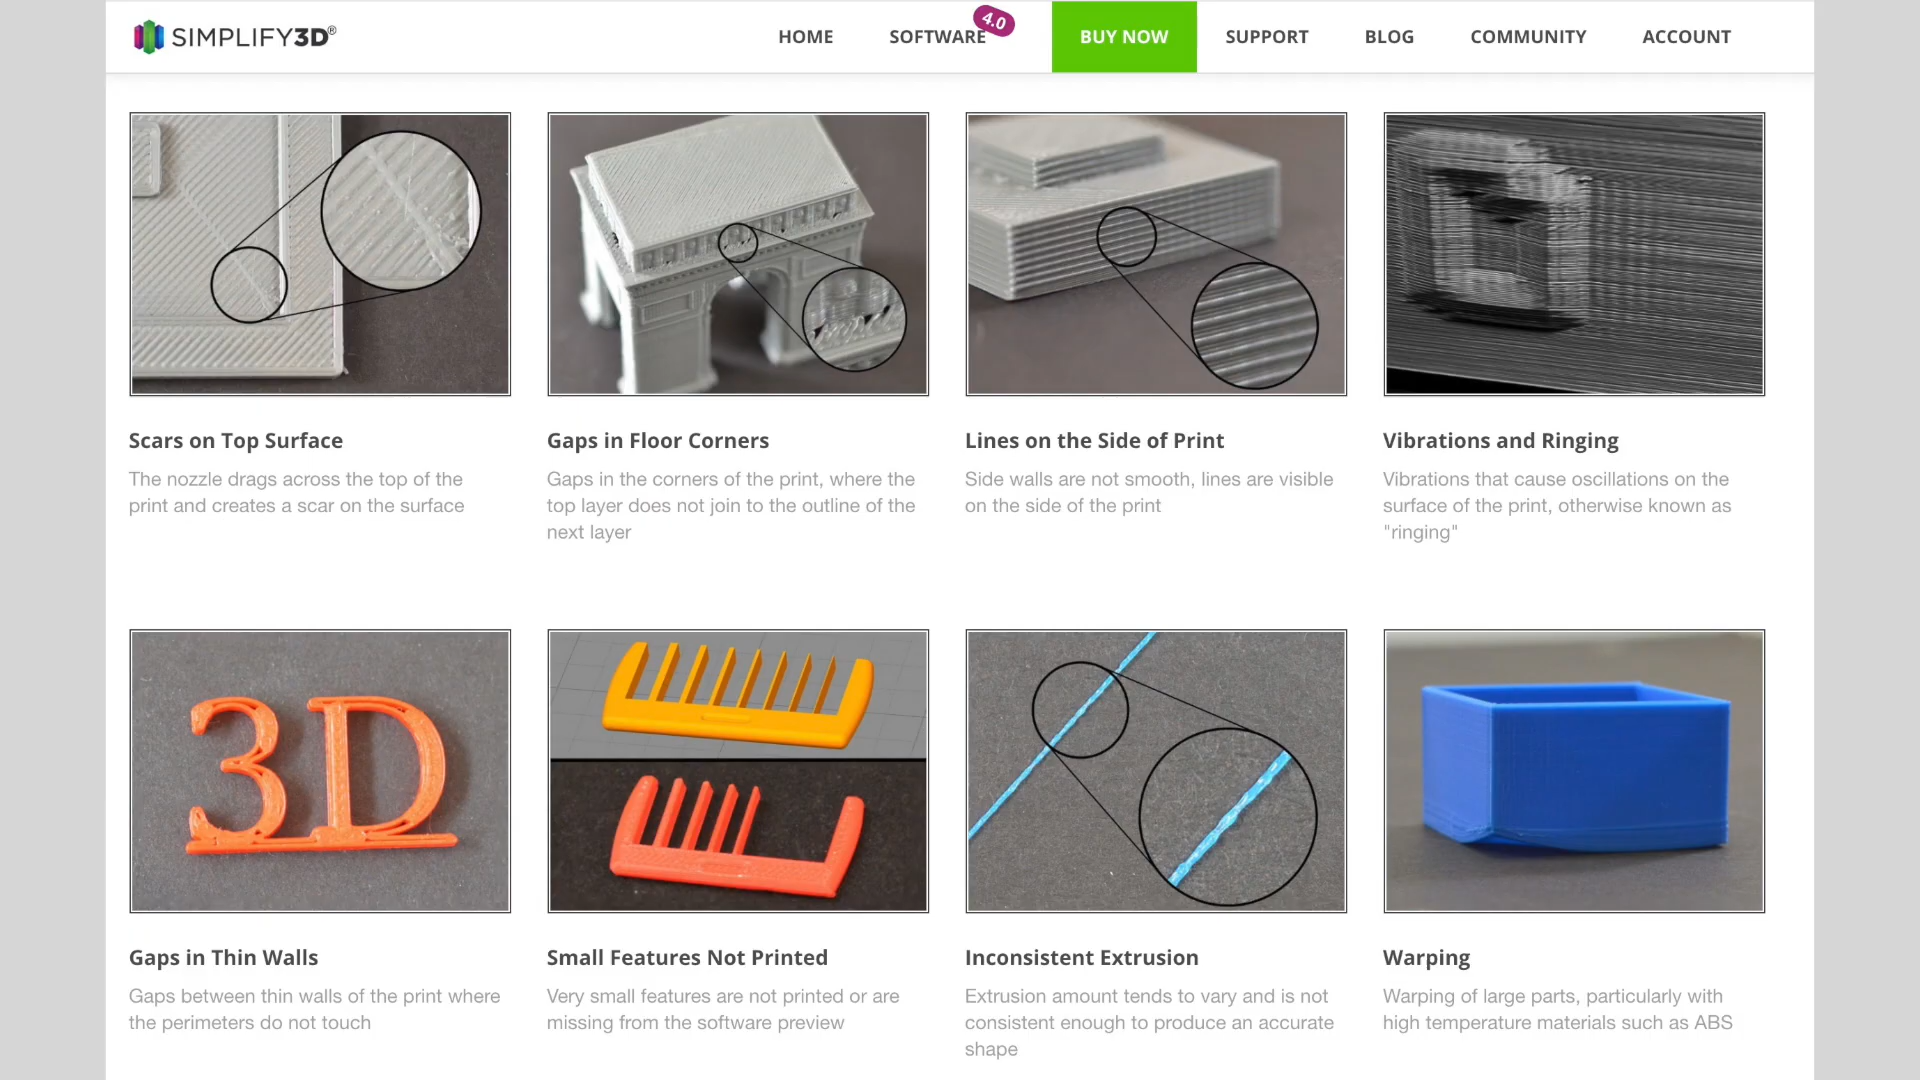 SIMPLIFY3D®
HOME
SOFTWARE
4.0
BUY NOW
SUPPORT
BLOG
COMMUNITY
ACCOUNT
Scars on Top Surface
The nozzle drags across the top of the
print and creates a scar on the surface
Gaps in Floor Corners
Gaps in the corners of the print, where the
top layer does not join to the outline of the
next layer
Lines on the Side of Print
Side walls are not smooth, lines are visible
on the side of the print
Vibrations and Ringing
Vibrations that cause oscillations on the
surface of the print, otherwise known as
"ringing"
3D
Gaps in Thin Walls
Gaps between thin walls of the print where
the perimeters do not touch
Small Features Not Printed
Very small features are not printed or are
missing from the software preview
Inconsistent Extrusion
Extrusion amount tends to vary and is not
consistent enough to produce an accurate
shape
Warping
Warping of large parts, particularly with
high temperature materials such as ABS